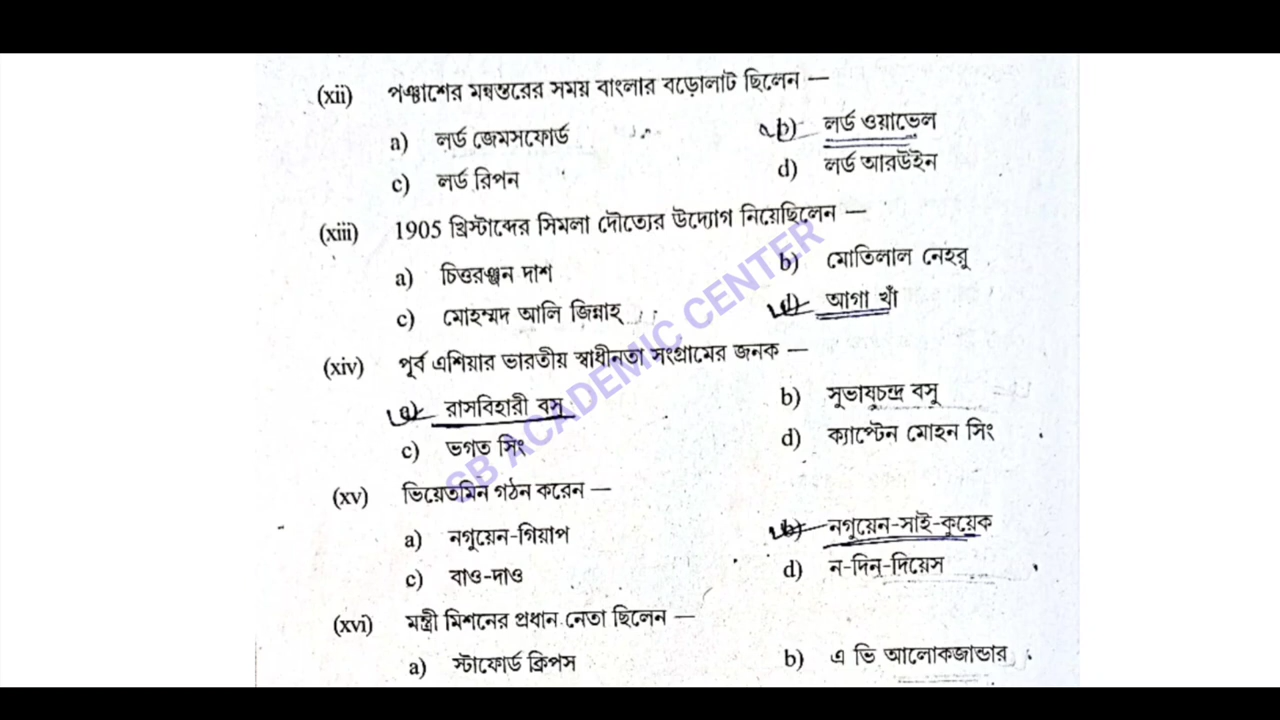 (xii) পঞ্চাশের মন্বন্তরের সময় বাংলার বড়োলাট ছিলেন —
a) লর্ড জেমসফোর্ড b) লর্ড ওয়াভেল
c) লর্ড রিপন d) লর্ড আরউইন
(xiii) 1905 খ্রিস্টাব্দের সিমলা দৌত্যের উদ্যোগ নিয়েছিলেন —
a) চিত্তরঞ্জন দাশ b) মোতিলাল নেহরু
c) মোহম্মদ আলি জিন্নাহ্ d) আগা খাঁ
(xiv) পূর্ব এশিয়ার ভারতীয় স্বাধীনতা সংগ্রামের জনক —
a) রাসবিহারী বসু b) সুভাষচন্দ্র বসু
c) ভগত সিং d) ক্যাপ্টেন মোহন সিং
(xv) ভিয়েতমিন গঠন করেন —
a) নগুয়েন-গিয়াপ b) নগুয়েন-সাই-কুয়েক
c) বাও-দাও d) ন-দিন্-দিয়েস
(xvi) মন্ত্রী মিশনের প্রধান নেতা ছিলেন —
a) স্টাফোর্ড ক্রিপস b) এ ভি আলোকজান্ডার
SB ACADEMIC CENTER